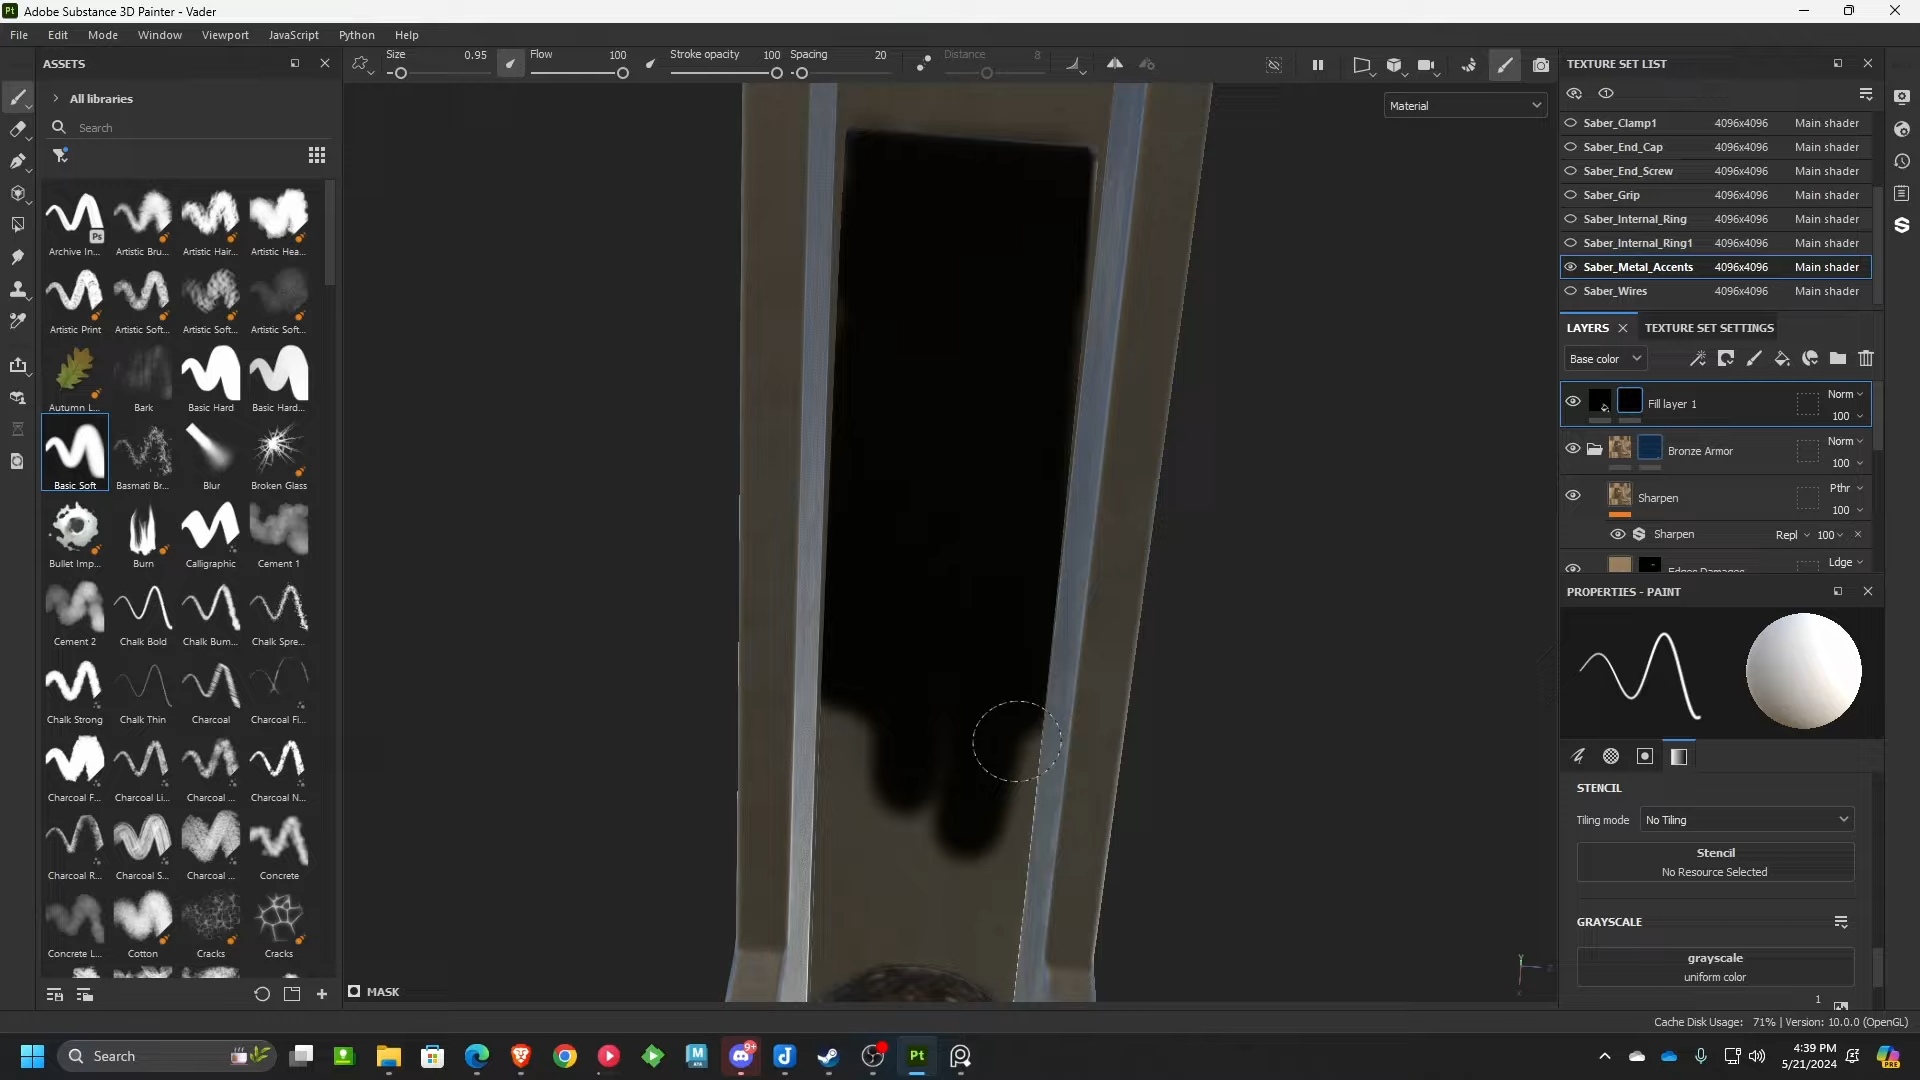 Adobe Substance 3D Painter - Vader
File Edit Mode Window Viewport JavaScript Python Help
ASSETS
All libraries
Search
Archive In... Artistic Bru... Artistic Hair... Artistic Hea...
Artistic Print Artistic Soft... Artistic Soft... Artistic Soft...
Autumn L... Bark Basic Hard Basic Hard...
Basic Soft Basmati Br... Blur Broken Glass
Bullet Imp... Burn Calligraphic Cement 1
Cement 2 Chalk Bold Chalk Bum... Chalk Spre...
Chalk Strong Chalk Thin Charcoal Charcoal Fi...
Charcoal F... Charcoal Li... Charcoal ... Charcoal N...
Charcoal R... Charcoal S... Charcoal ... Concrete
Concrete L... Cotton Cracks Cracks
Size 0.95 Flow 100 Stroke opacity 100 Spacing 20 Distance 8
Material
MASK
TEXTURE SET LIST
Saber_Clamp1 4096x4096 Main shader
Saber_End_Cap 4096x4096 Main shader
Saber_End_Screw 4096x4096 Main shader
Saber_Grip 4096x4096 Main shader
Saber_Internal_Ring 4096x4096 Main shader
Saber_Internal_Ring1 4096x4096 Main shader
Saber_Metal_Accents 4096x4096 Main shader
Saber_Wires 4096x4096 Main shader
LAYERS TEXTURE SET SETTINGS
Base color
Fill layer 1 Norm 100
Bronze Armor Norm 100
Sharpen Pthr 100
Sharpen Repl 100
Edges Damages Ldge
PROPERTIES - PAINT
STENCIL
Tiling mode No Tiling
Stencil
No Resource Selected
GRAYSCALE
grayscale
uniform color
1
Cache Disk Usage: 71% | Version: 10.0.0 (OpenGL)
Search
9+
Pt
4:39 PM
5/21/2024